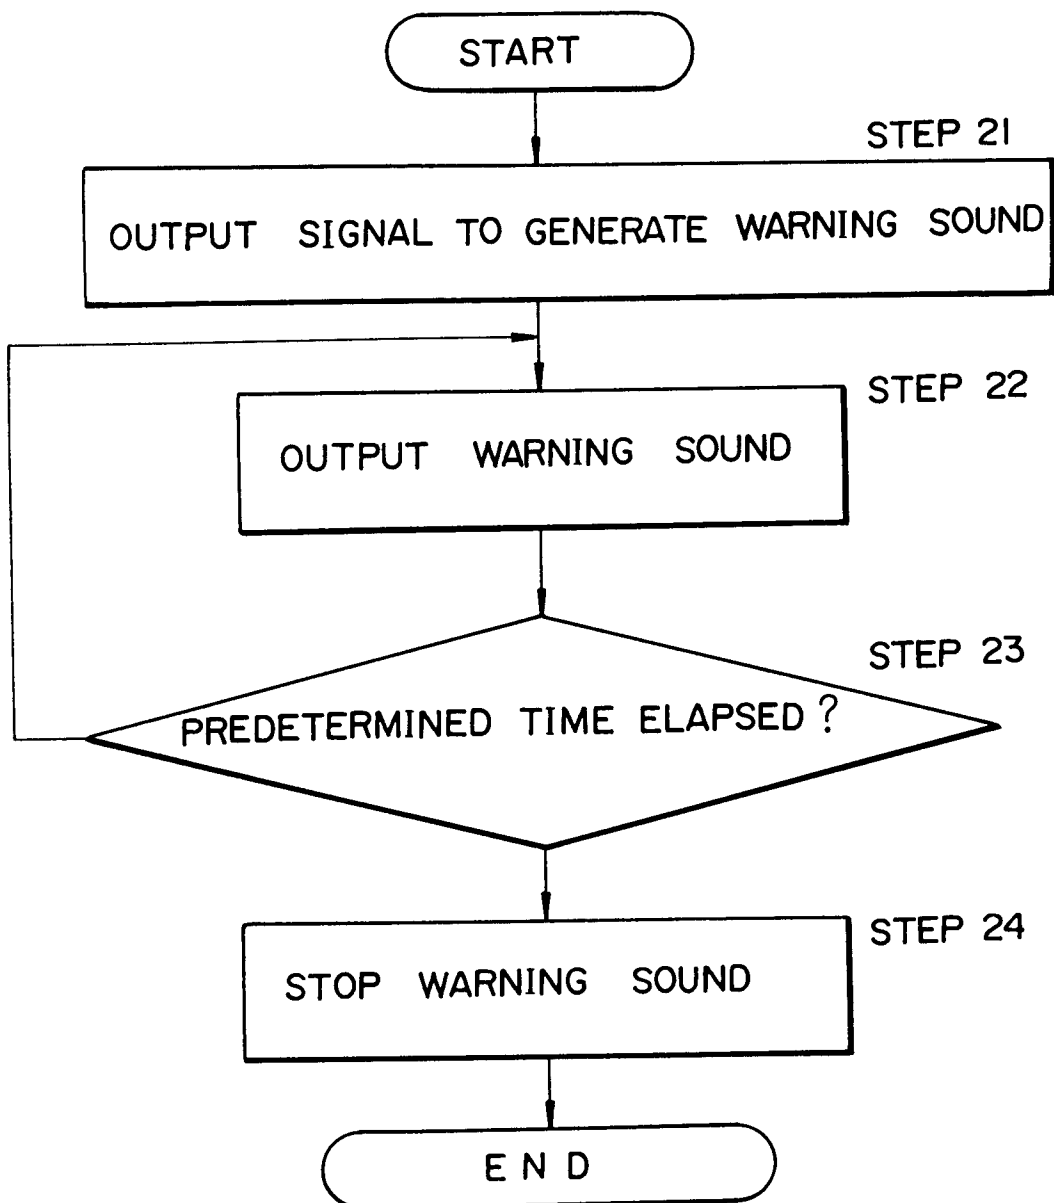 START
STEP 21
OUTPUT SIGNAL TO GENERATE WARNING SOUND
STEP 22
OUTPUT WARNING SOUND
STEP 23
PREDETERMINED TIME ELAPSED?
STEP 24
STOP WARNING SOUND
END